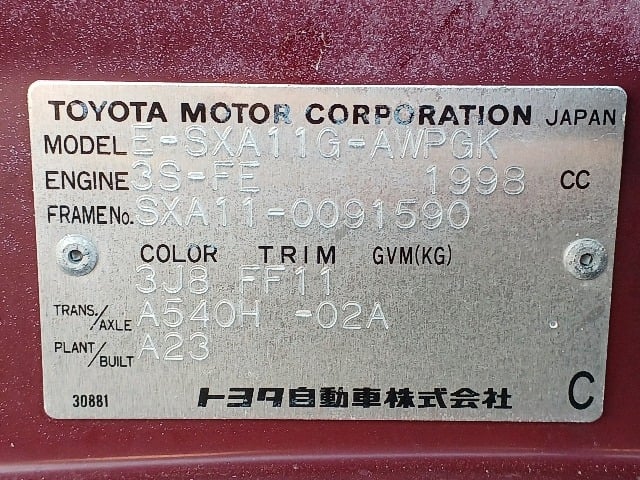 TOYOTA MOTOR CORPORATION JAPAN
MODEL E-SXA11G-AWPGK
ENGINE 3S-FE 1998 CC
FRAME No. SXA11-0091590
COLOR TRIM GVM(KG)
3J8 FF11
TRANS./AXLE A540H -02A
PLANT/BUILT A23
30881 トヨタ自動車株式会社 C